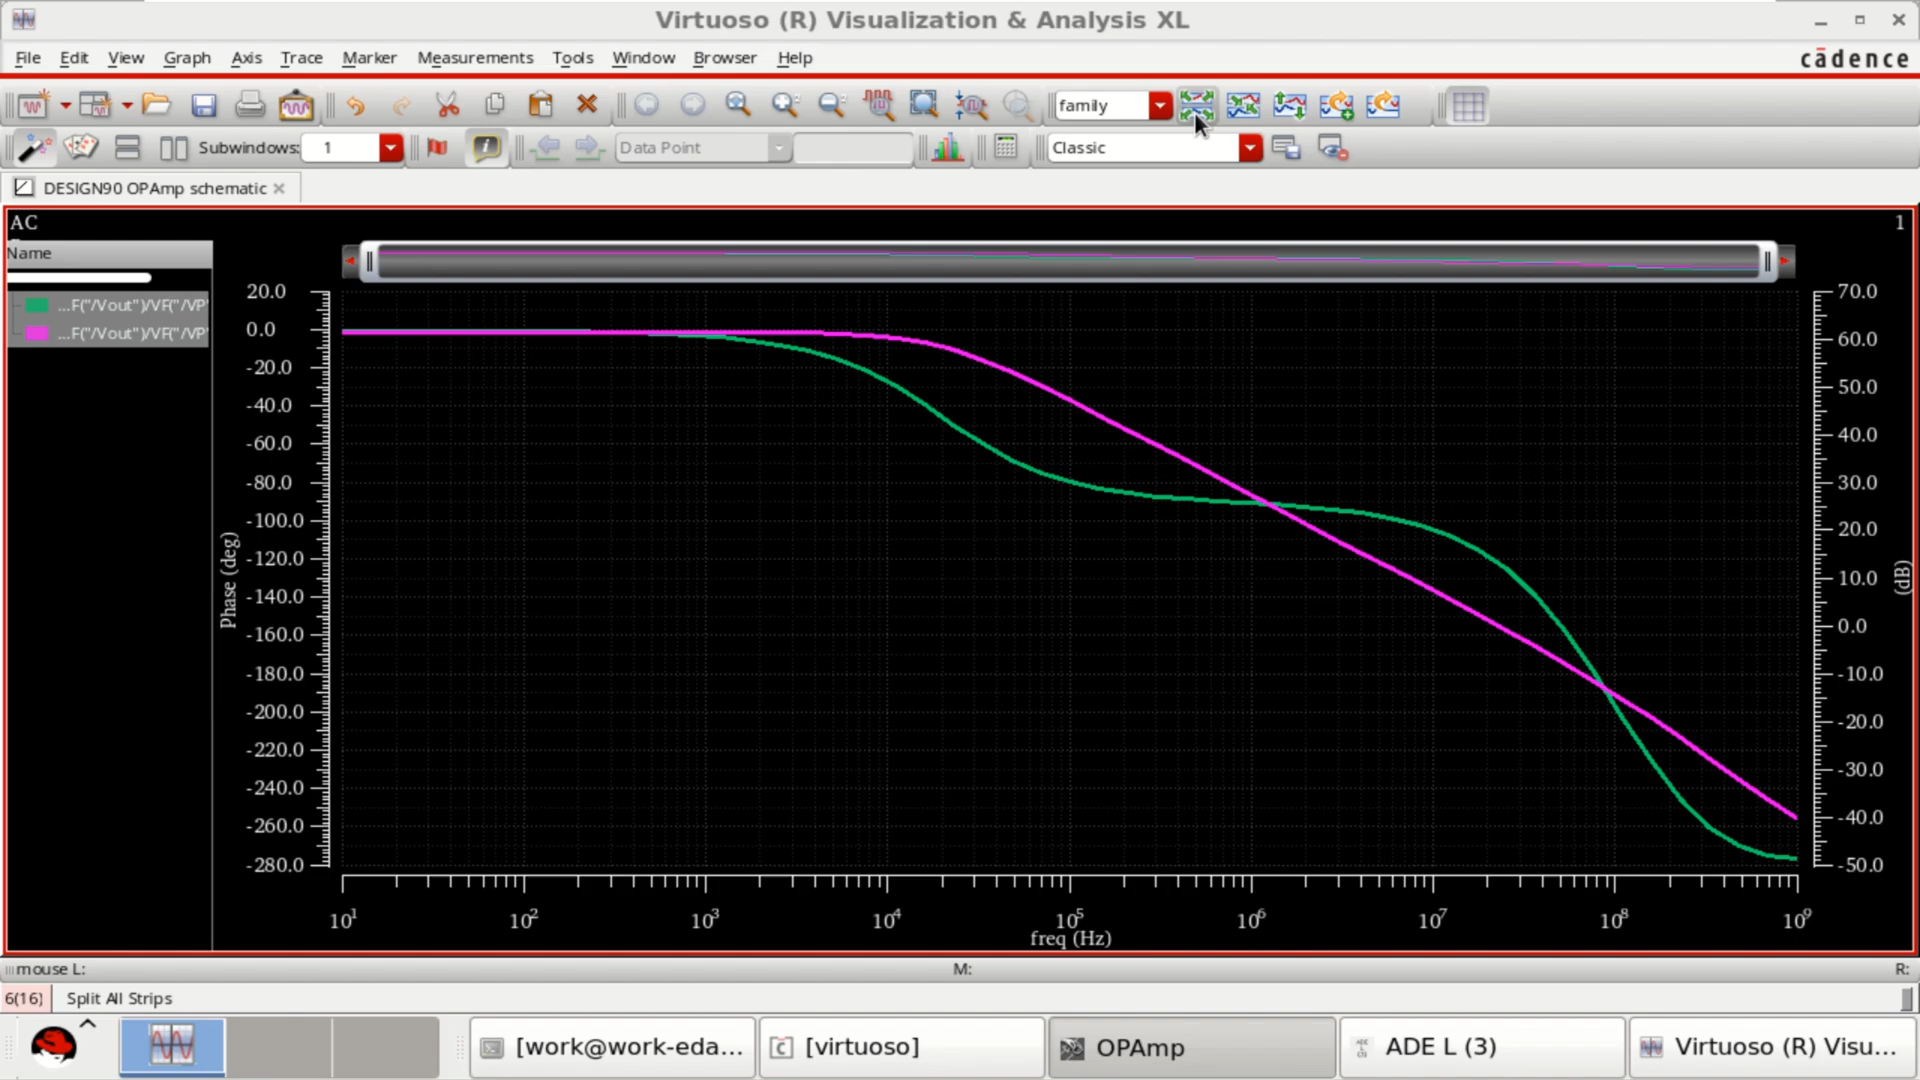 Virtuoso (R) Visualization & Analysis XL
File Edit View Graph Axis Trace Marker Measurements Tools Window Browser Help
cādence
family
Subwindows: 1 Data Point Classic
DESIGN90 OPAmp schematic
AC 1
Name
...F("/Vout")/VF("/VP"
...F("/Vout")/VF("/VP"
20.0 70.0
0.0 60.0
-20.0 50.0
-40.0 40.0
-60.0 30.0
-80.0 20.0
-100.0 10.0
-120.0 0.0
-140.0 -10.0
-160.0 -20.0
-180.0 -30.0
-200.0 -40.0
-220.0 -50.0
-240.0
-260.0
-280.0
Phase (deg)
(dB)
10¹ 10² 10³ 10⁴ 10⁵ 10⁶ 10⁷ 10⁸ 10⁹
freq (Hz)
mouse L: M: R:
6(16) Split All Strips
[work@work-eda... [virtuoso] OPAmp ADE L (3) Virtuoso (R) Visu...